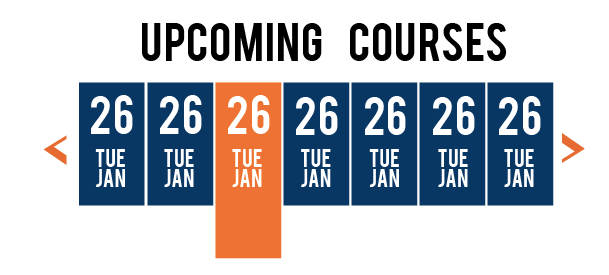 UPCOMING COURSES
26 26 26 26 26 26 26
TUE TUE TUE TUE TUE TUE TUE
JAN JAN JAN JAN JAN JAN JAN